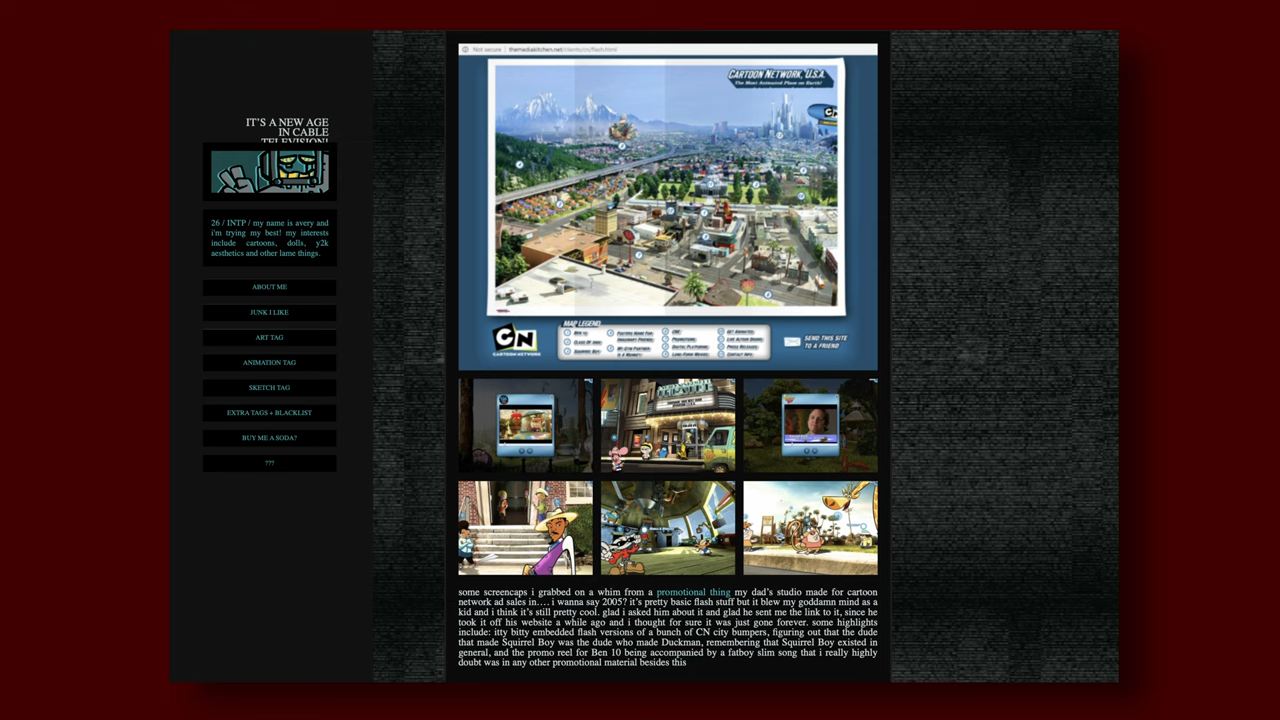 IT'S A NEW AGE
IN CABLE
TELEVISION!
26 / INTP / my name is avery and
i'm trying my best! my interests
include cartoons, dolls, y2k
aesthetics and other lame things.
ABOUT ME
JUNK I LIKE
ART TAG
ANIMATION TAG
SKETCH TAG
EXTRA TAGS + BLACKLIST
BUY ME A SODA?
???
Not secure | themediakitchen.net/clients/cn/flash.html
CARTOON NETWORK, U.S.A.
The Most Animated Place on Earth!
CN
CARTOON NETWORK
MAP LEGEND:
SEND THIS SITE
TO A FRIEND
some screencaps i grabbed on a whim from a promotional thing my dad's studio made for cartoon
network ad sales in.... i wanna say 2005? it's pretty basic flash stuff but it blew my goddamn mind as a
kid and i think it's still pretty cool. glad i asked him about it and glad he sent me the link to it, since he
took it off his website a while ago and i thought for sure it was just gone forever. some highlights
include: itty bitty embedded flash versions of a bunch of CN city bumpers, figuring out that the dude
that made Squirrel Boy was the dude who made Duckman, remembering that Squirrel Boy existed in
general, and the promo reel for Ben 10 being accompanied by a fatboy slim song that i really highly
doubt was in any other promotional material besides this